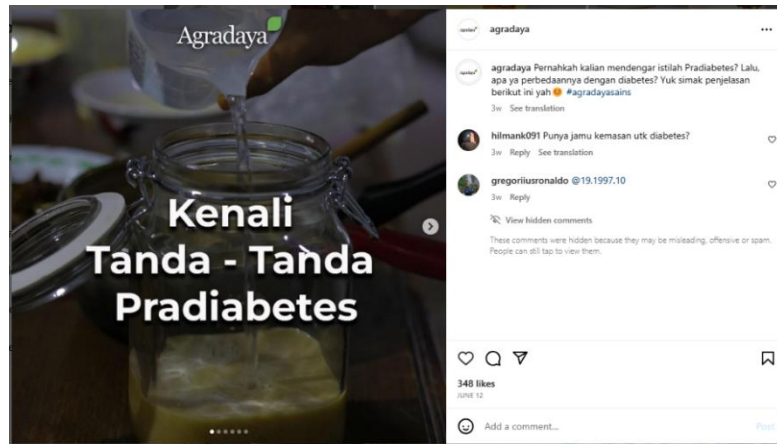 Agradaya
Kenali
Tanda - Tanda
Pradiabetes
agradaya
agradaya Pernahkah kalian mendengar istilah Pradiabetes? Lalu,
apa ya perbedaannya dengan diabetes? Yuk simak penjelasan
berikut ini yah #agradayasains
3w See translation
hilmank091 Punya jamu kemasan utk diabetes?
3w Reply See translation
gregoriiusronaldo @19.1997.10
3w Reply
View hidden comments
These comments were hidden because they may be misleading, offensive or spam.
People can still tap to view them.
348 likes
JUNE 12
Add a comment...
Post